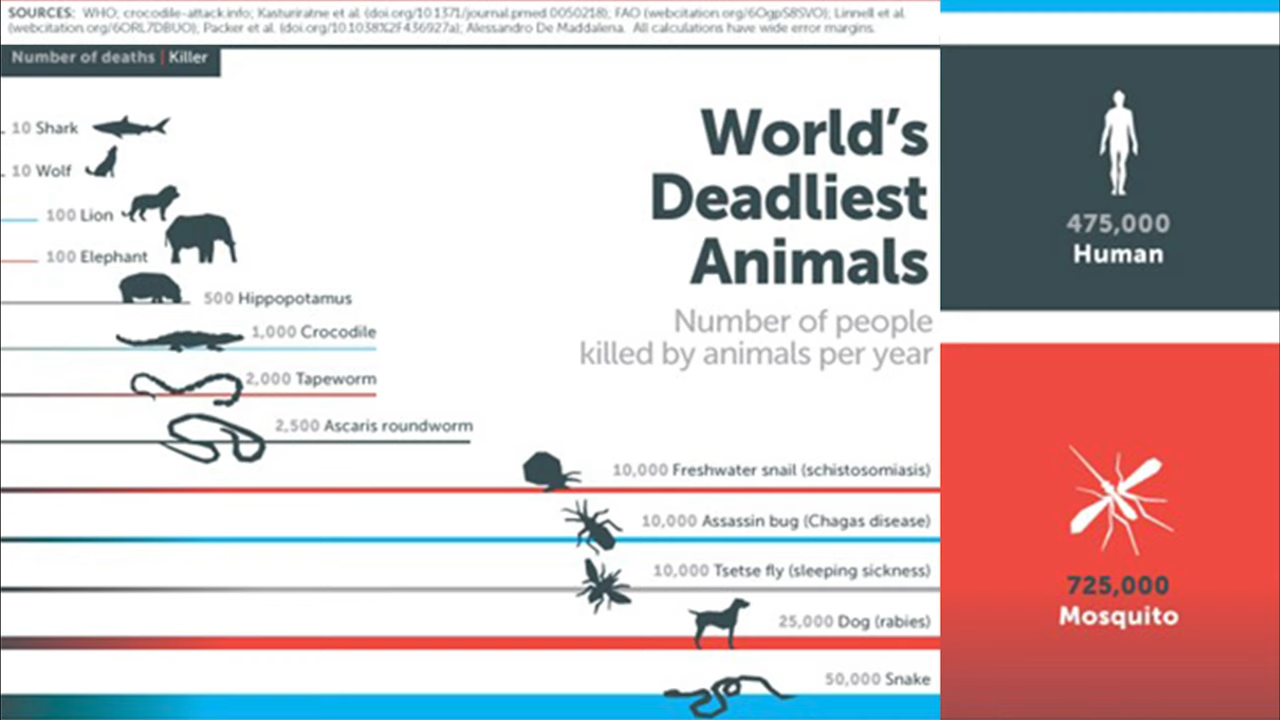 SOURCES: WHO; crocodile-attack.info; Kasturiratne et al. (doi.org/10.1371/journal.pmed.0050218); FAO (webcitation.org/6OgpS8SVO); Linnell et al.
(webcitation.org/6ORL7DBUO); Packer et al. (doi.org/10.1038%2F436927a); Alessandro De Maddalena. All calculations have wide error margins.
Number of deaths | Killer
10 Shark
10 Wolf
100 Lion
100 Elephant
500 Hippopotamus
1,000 Crocodile
2,000 Tapeworm
2,500 Ascaris roundworm
10,000 Freshwater snail (schistosomiasis)
10,000 Assassin bug (Chagas disease)
10,000 Tsetse fly (sleeping sickness)
25,000 Dog (rabies)
50,000 Snake
World's
Deadliest
Animals
Number of people
killed by animals per year
475,000
Human
725,000
Mosquito